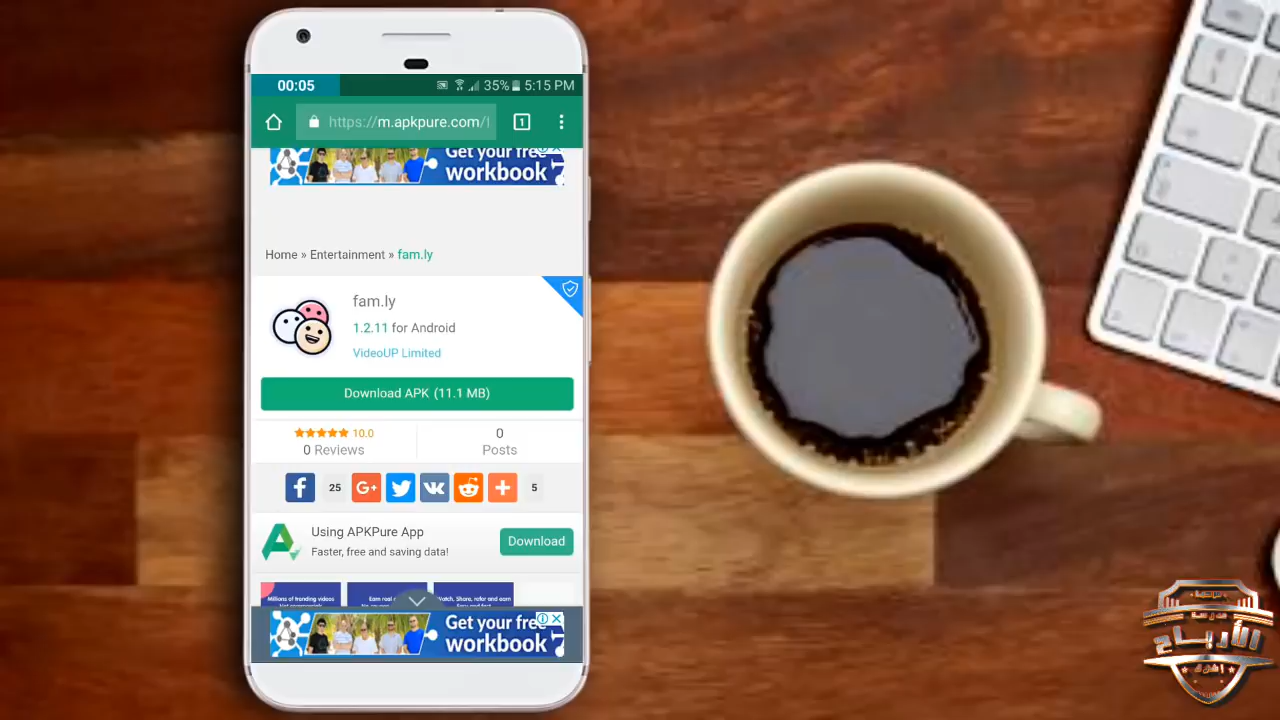 00:05
35% 5:15 PM
https://m.apkpure.com/
1
Get your free
workbook
Home » Entertainment » fam.ly
fam.ly
1.2.11 for Android
VideoUP Limited
Download APK (11.1 MB)
10.0
0 Reviews
0
Posts
25
G+
5
Using APKPure App
Faster, free and saving data!
Download
Millions of trending videos
Watch, Share, refer and earn
Get your free
workbook
مدرسة
الأرباح